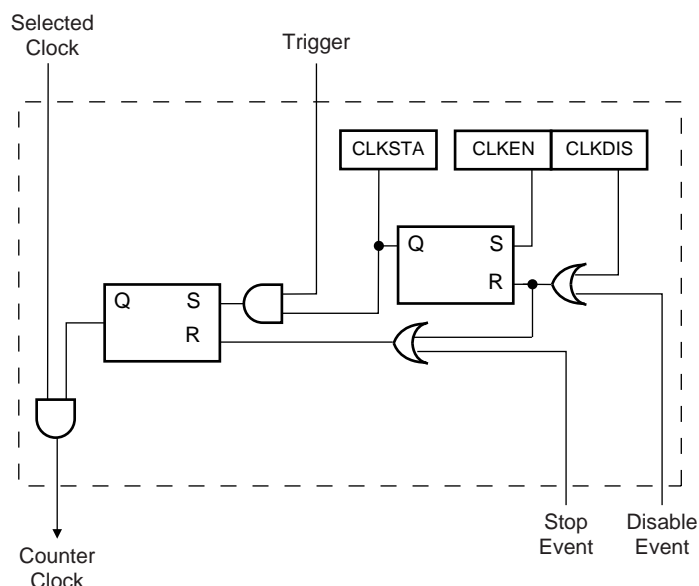 Selected
Clock
Trigger
CLKSTA
CLKEN
CLKDIS
Q
S
R
Q
S
R
Stop
Event
Disable
Event
Counter
Clock